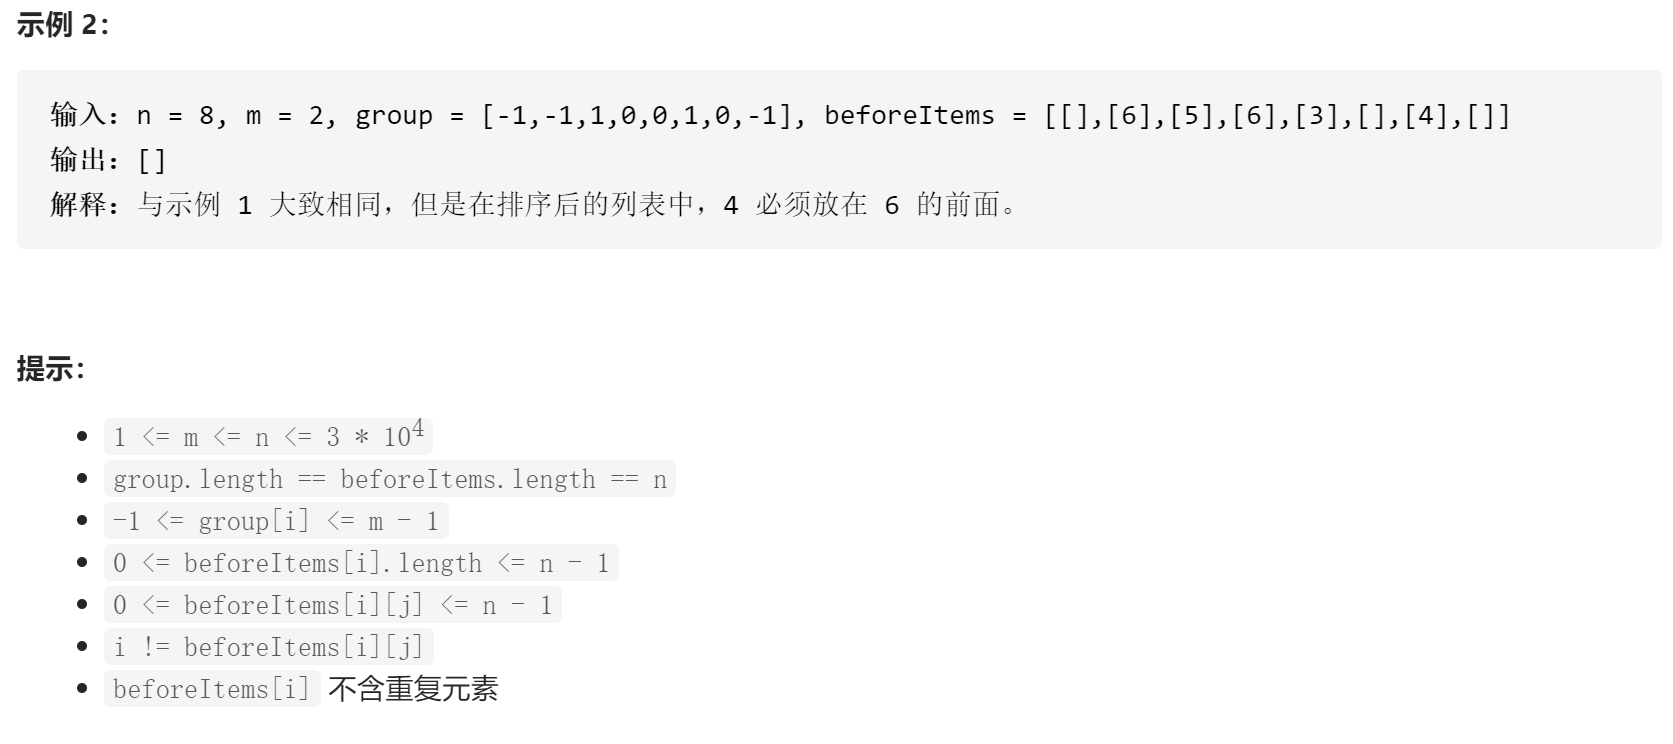 示例 2：
输入：n = 8, m = 2, group = [-1,-1,1,0,0,1,0,-1], beforeItems = [[],[6],[5],[6],[3],[],[4],[]]
输出：[]
解释：与示例 1 大致相同，但是在排序后的列表中，4 必须放在 6 的前面。
提示：
1 <= m <= n <= 3 * 10⁴
group.length == beforeItems.length == n
-1 <= group[i] <= m - 1
0 <= beforeItems[i].length <= n - 1
0 <= beforeItems[i][j] <= n - 1
i != beforeItems[i][j]
beforeItems[i] 不含重复元素